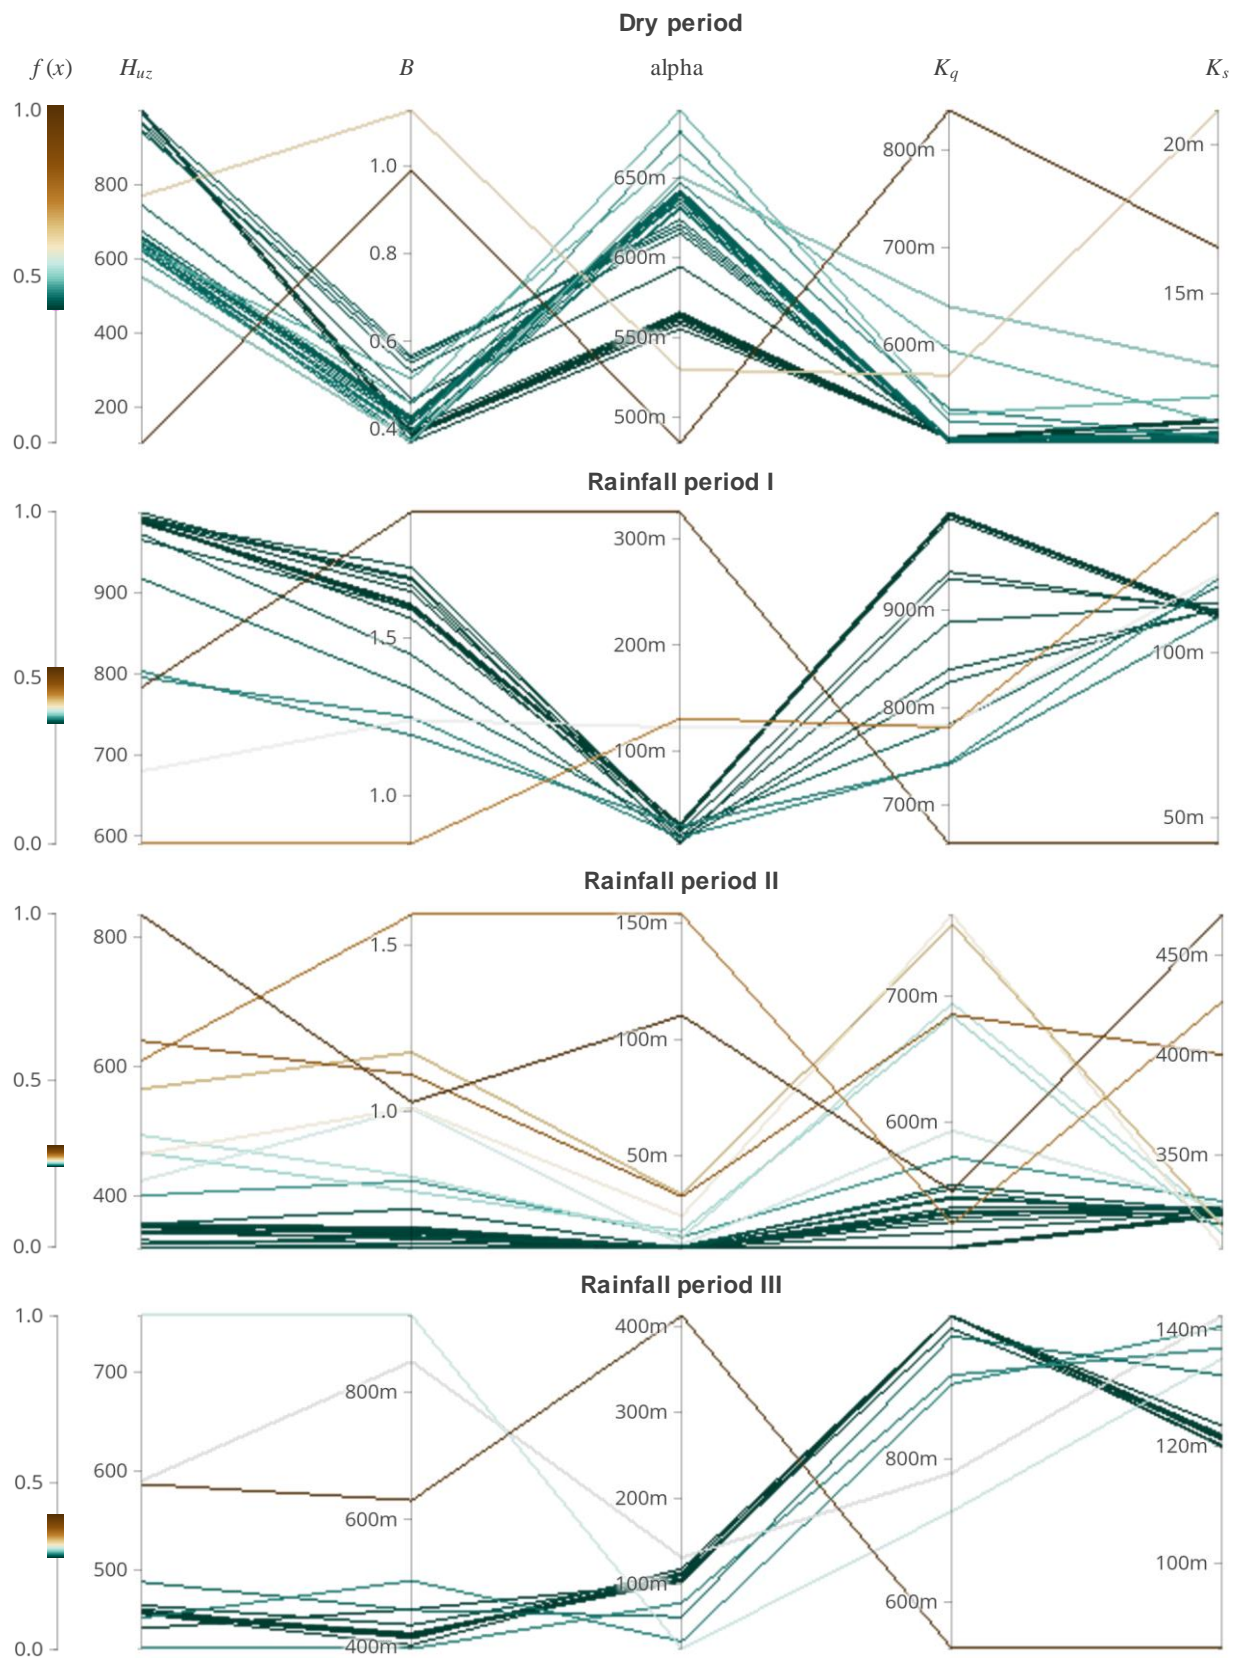 Dry period
f (x) H_uz B alpha K_q K_s
1.0
1.0 800m 20m
650m
800
0.8 700m
600 600m
0.5 15m
400 0.6 550m 600m
200 500m
0.4
0.0
Rainfall period I
1.0
300m
900 900m
1.5
200m 100m
800
0.5
800m
700 100m
1.0 700m 50m
600
0.0
Rainfall period II
1.0
150m
800 1.5 450m
700m
100m 400m
600
0.5
1.0 600m
50m 350m
400
0.0
Rainfall period III
1.0
400m 140m
700
800m
300m
800m 120m
600
0.5
600m 200m
500 100m 100m
600m
0.0 400m